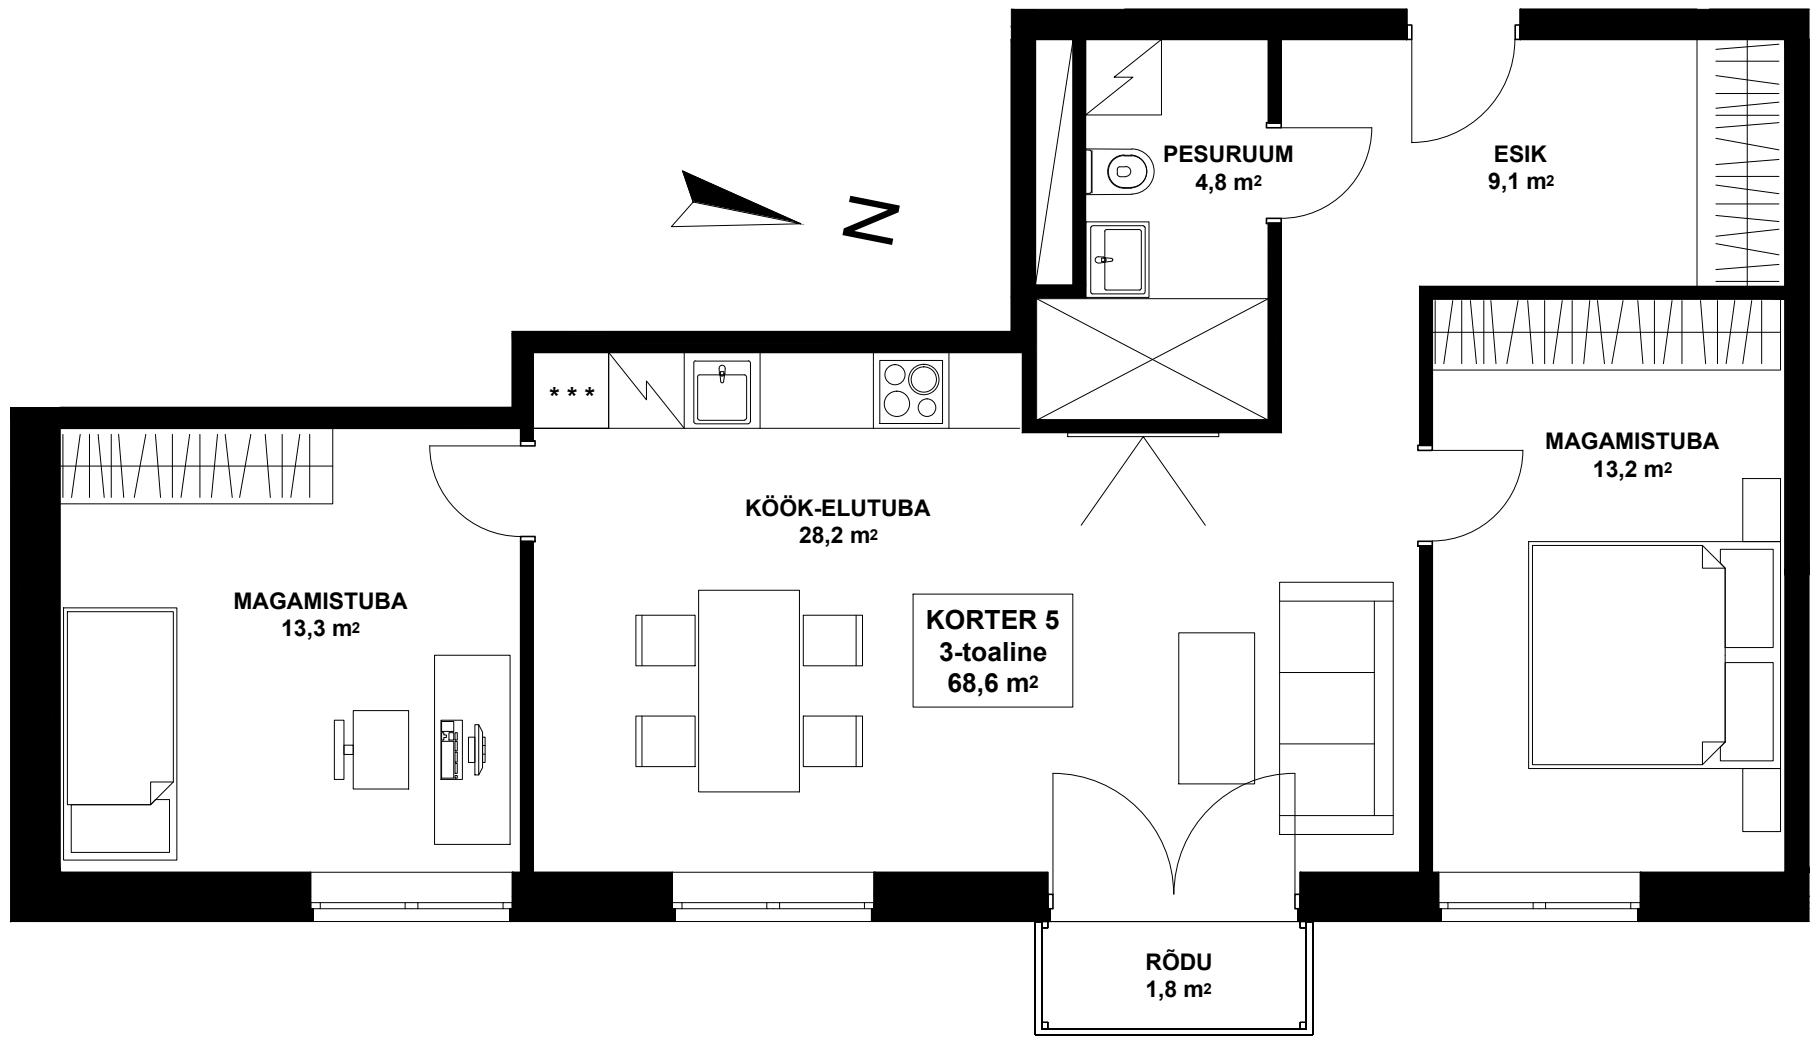 PESURUUM
4,8 m²
ESIK
9,1 m²
N
* * *
MAGAMISTUBA
13,2 m²
KÖÖK-ELUTUBA
28,2 m²
MAGAMISTUBA
13,3 m²
KORTER 5
3-toaline
68,6 m²
RÕDU
1,8 m²